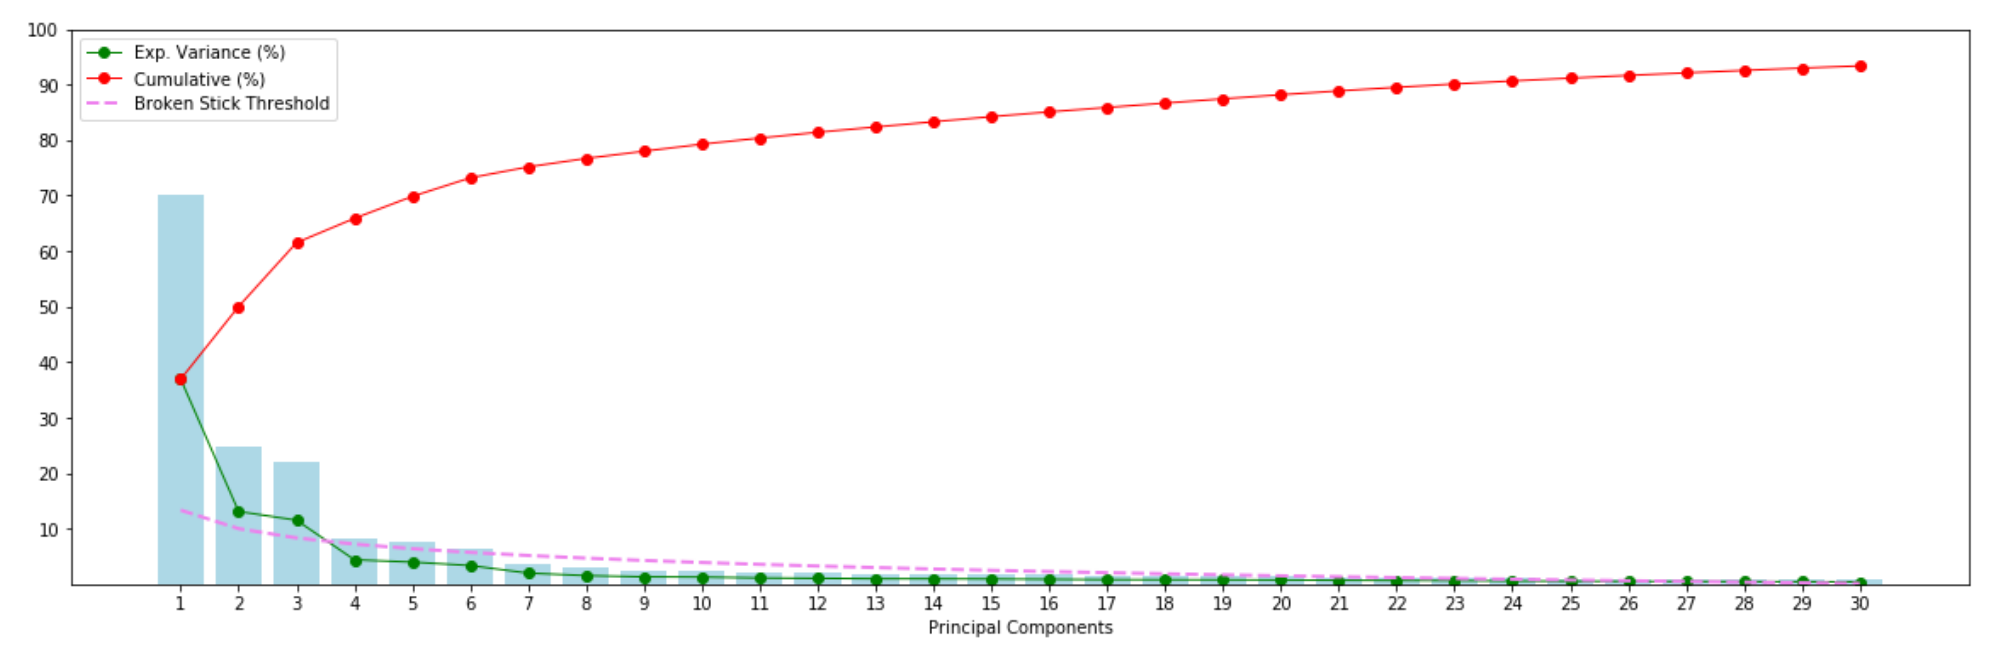 100
90
80
70
60
50
40
30
20
10
Exp. Variance (%)
Cumulative (%)
Broken Stick Threshold
1 2 3 4 5 6 7 8 9 10 11 12 13 14 15 16 17 18 19 20 21 22 23 24 25 26 27 28 29 30
Principal Components